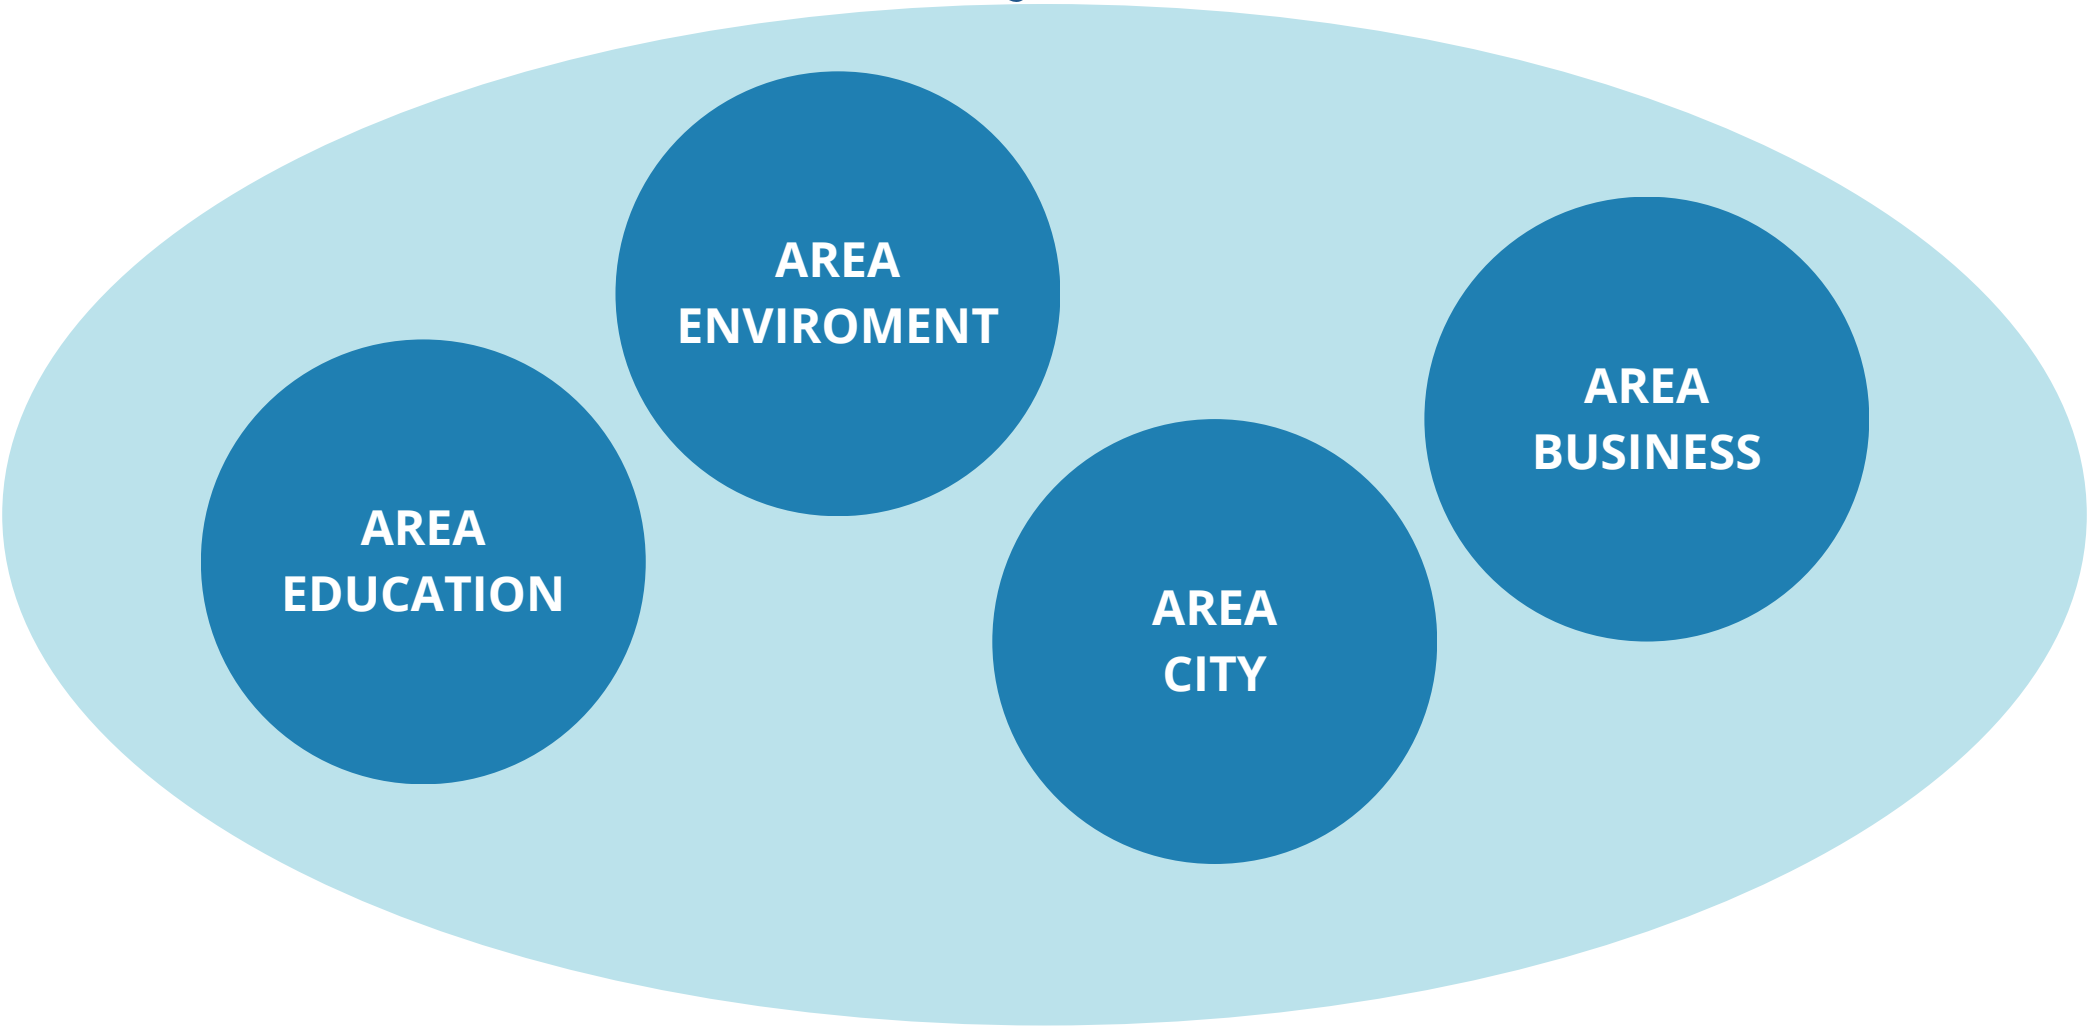 AREA
ENVIROMENT
AREA
BUSINESS
AREA
EDUCATION
AREA
CITY